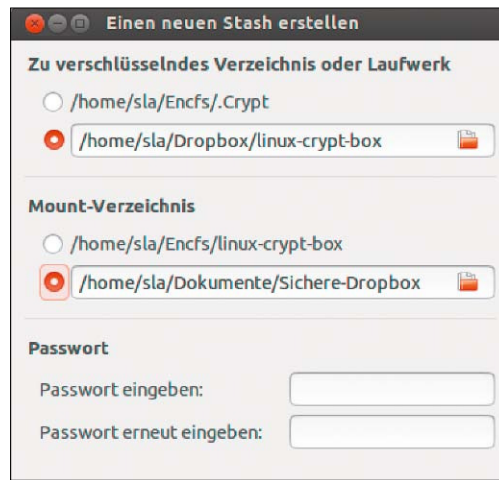 Einen neuen Stash erstellen
Zu verschlüsselndes Verzeichnis oder Laufwerk
/home/sla/Encfs/.Crypt
/home/sla/Dropbox/linux-crypt-box
Mount-Verzeichnis
/home/sla/Encfs/linux-crypt-box
/home/sla/Dokumente/Sichere-Dropbox
Passwort
Passwort eingeben:
Passwort erneut eingeben: